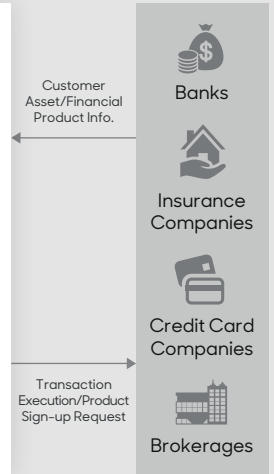 Customer
Asset/Financial
Product Info.
Banks
Insurance
Companies
Credit Card
Companies
Transaction
Execution/Product
Sign-up Request
Brokerages